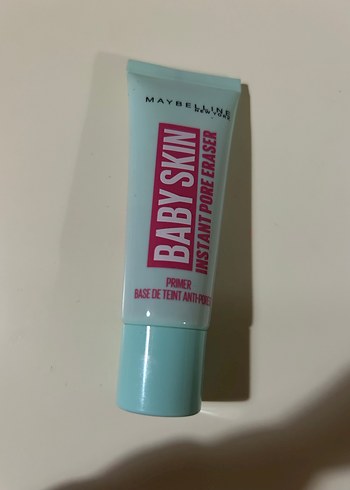 MAYBELLINE
NEW YORK
BABY SKIN
INSTANT PORE ERASER
PRIMER
BASE DE TEINT ANTI-PORES